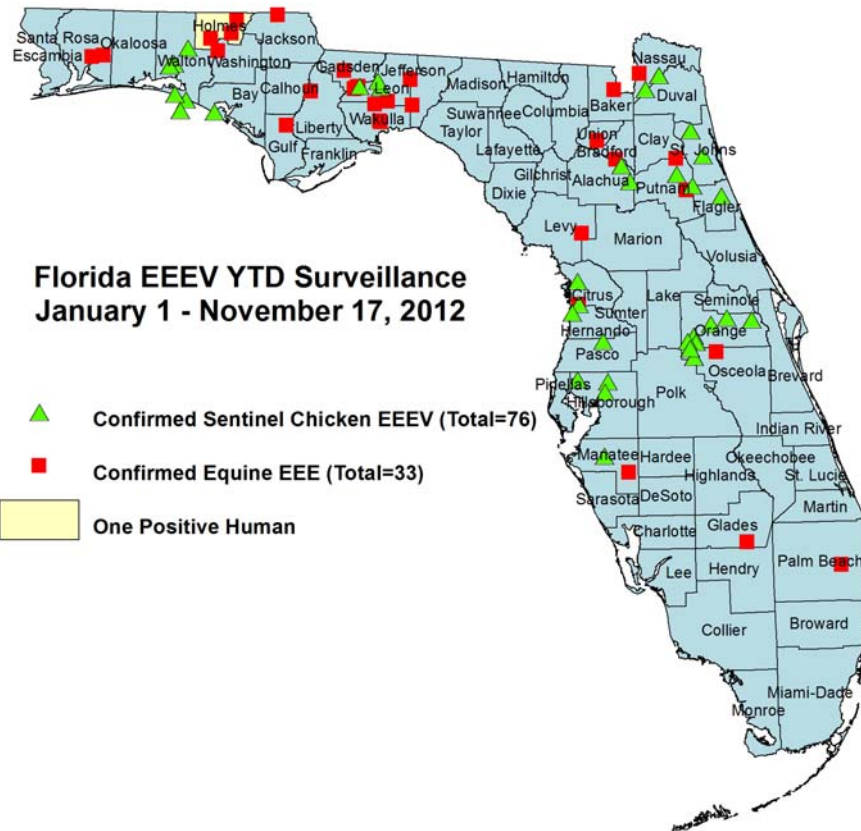 Holmes
Santa Rosa
Okaloosa
Jackson
Escambia
Walton
Washington
Gadsden
Jefferson
Leon
Madison
Hamilton
Nassau
Duval
Baker
Bay
Calhoun
Liberty
Wakulla
Suwannee
Columbia
Taylor
Union
Clay
Bradford
St. Johns
Gulf
Franklin
Lafayette
Gilchrist
Alachua
Putnam
Dixie
Flagler
Levy
Marion
Volusia
Florida EEEV YTD Surveillance
January 1 - November 17, 2012
Citrus
Lake
Seminole
Sumter
Orange
Hernando
Pasco
Osceola
Brevard
Pinellas
Polk
Hillsborough
Confirmed Sentinel Chicken EEEV (Total=76)
Indian River
Manatee
Hardee
Okeechobee
Highlands
St. Lucie
Confirmed Equine EEE (Total=33)
Sarasota
DeSoto
Martin
One Positive Human
Charlotte
Glades
Lee
Hendry
Palm Beach
Collier
Broward
Miami-Dade
Monroe